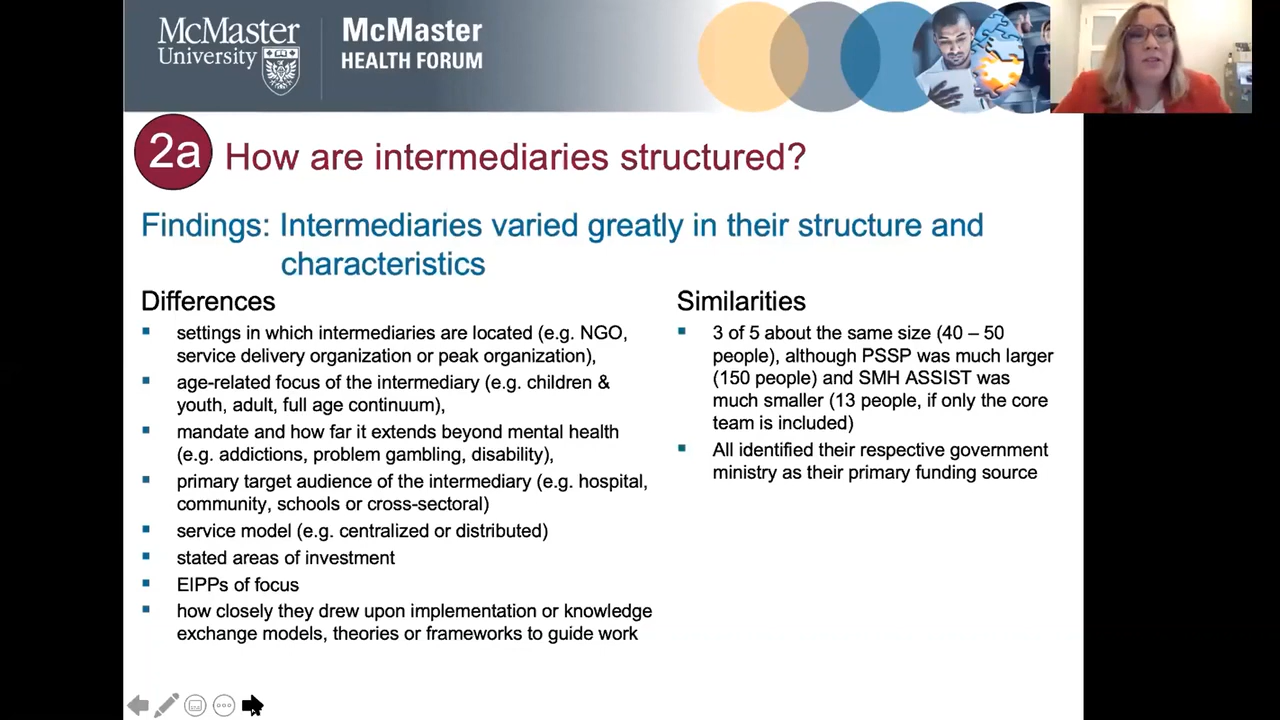 McMaster
University
McMaster
HEALTH FORUM
2a
How are intermediaries structured?
Findings: Intermediaries varied greatly in their structure and
characteristics
Differences
▪ settings in which intermediaries are located (e.g. NGO,
service delivery organization or peak organization),
▪ age-related focus of the intermediary (e.g. children &
youth, adult, full age continuum),
▪ mandate and how far it extends beyond mental health
(e.g. addictions, problem gambling, disability),
▪ primary target audience of the intermediary (e.g. hospital,
community, schools or cross-sectoral)
▪ service model (e.g. centralized or distributed)
▪ stated areas of investment
▪ EIPPs of focus
▪ how closely they drew upon implementation or knowledge
exchange models, theories or frameworks to guide work
Similarities
▪ 3 of 5 about the same size (40 – 50
people), although PSSP was much larger
(150 people) and SMH ASSIST was
much smaller (13 people, if only the core
team is included)
▪ All identified their respective government
ministry as their primary funding source